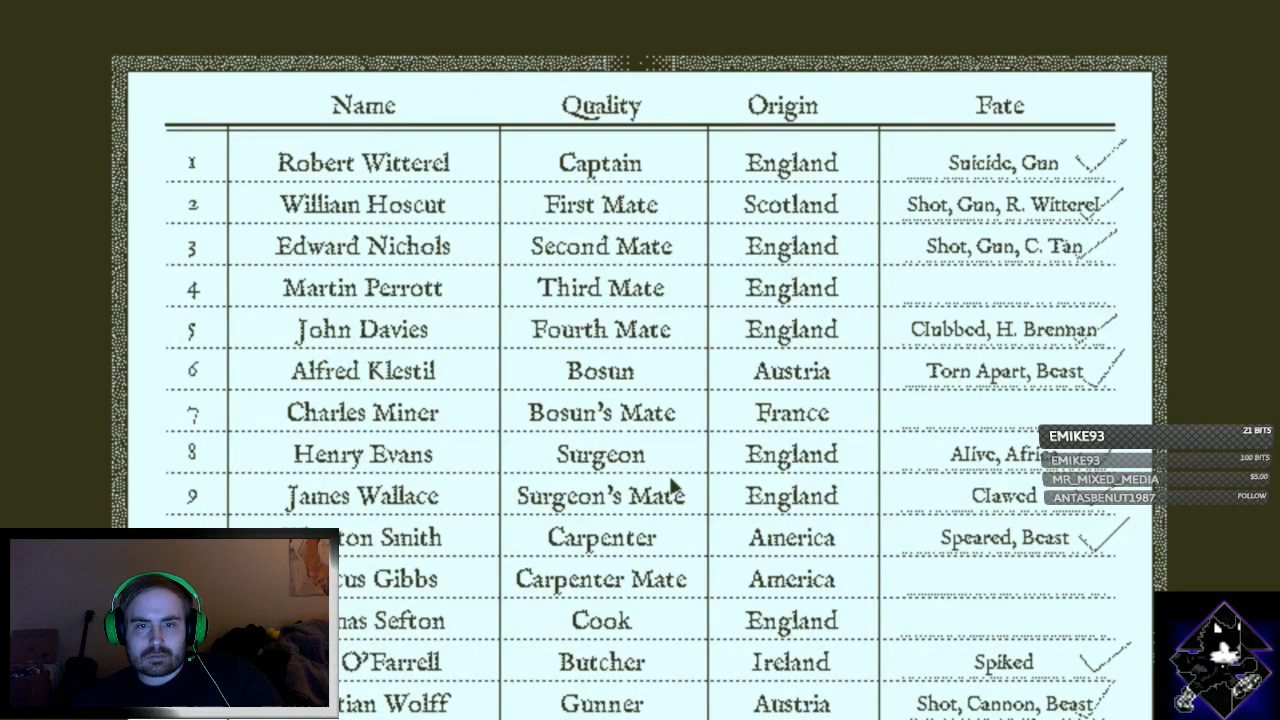 Name Quality Origin Fate
1 Robert Witterel Captain England Suicide, Gun
2 William Hoscut First Mate Scotland Shot, Gun, R. Witterel
3 Edward Nichols Second Mate England Shot, Gun, C. Tan
4 Martin Perrott Third Mate England
5 John Davies Fourth Mate England Clubbed, H. Brennan
6 Alfred Klestil Bosun Austria Torn Apart, Beast
7 Charles Miner Bosun's Mate France
EMIKE93 21 BITS
8 Henry Evans Surgeon England Alive,
EMIKE93 100 BITS
MR_MIXED_MEDIA $5.00
9 James Wallace Surgeon's Mate England Clawed
ANTASBENUT1987 FOLLOW
Smith Carpenter America Speared, Beast
Gibbs Carpenter Mate America
Sefton Cook England
O'Farrell Butcher Ireland Spiked
Wolff Gunner Austria Shot, Cannon, Beast